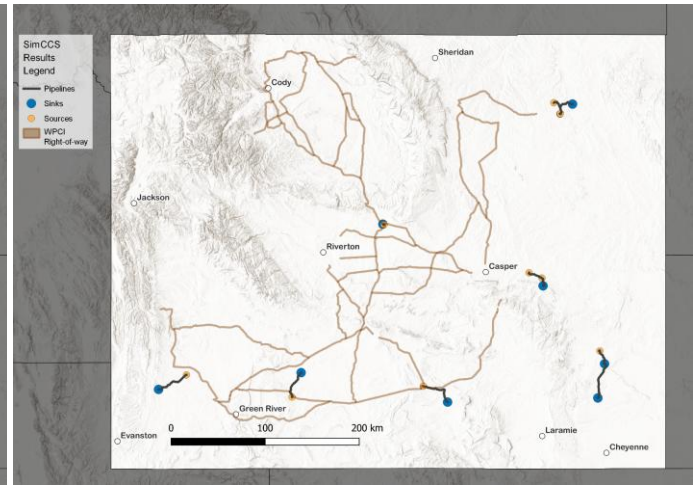 SimCCS
Results
Legend
Pipelines
Sinks
Sources
WPCI
Right-of-way
Sheridan
Cody
Jackson
Riverton
Casper
Green River
Evanston
0 100 200 km
Laramie
Cheyenne